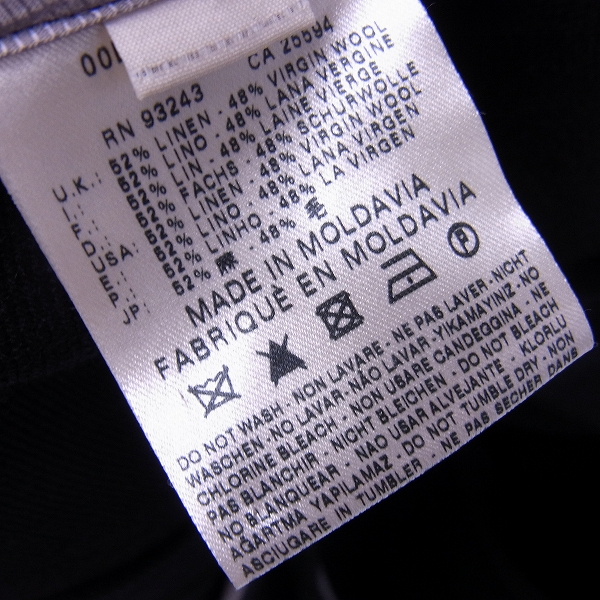 RN 93243 CA 25594
U.K.: 52% LINEN - 48% VIRGIN WOOL
I.: 52% LINO - 48% LANA VERGINE
F.: 52% LIN - 48% LAINE VIERGE
D.: 52% FLACHS - 48% SCHURWOLLE
USA: 52% LINEN - 48% VIRGIN WOOL
E.: 52% LINO - 48% LANA VIRGEN
P.: 52% LINHO - 48% LA VIRGEN
JP.: 52% 麻 - 48% 毛
MADE IN MOLDAVIA
FABRIQUÈ EN MOLDAVIA
P
DO NOT WASH - NON LAVARE - NE PAS LAVER - NICHT
WASCHEN - NO LAVAR - NÃO LAVAR - YIKAMAYINIZ - NO
CHLORINE BLEACH - NON USARE CANDEGGINA - NE
PAS BLANCHIR - NICHT BLEICHEN - DO NOT BLEACH
NO BLANQUEAR - NAO USAR ALVEJANTE - KLORLU
AGARTMA YAPILAMAZ - DO NOT TUMBLE DRY - NON
ASCIUGARE IN TUMBLER - NE PAS SECHER DANS